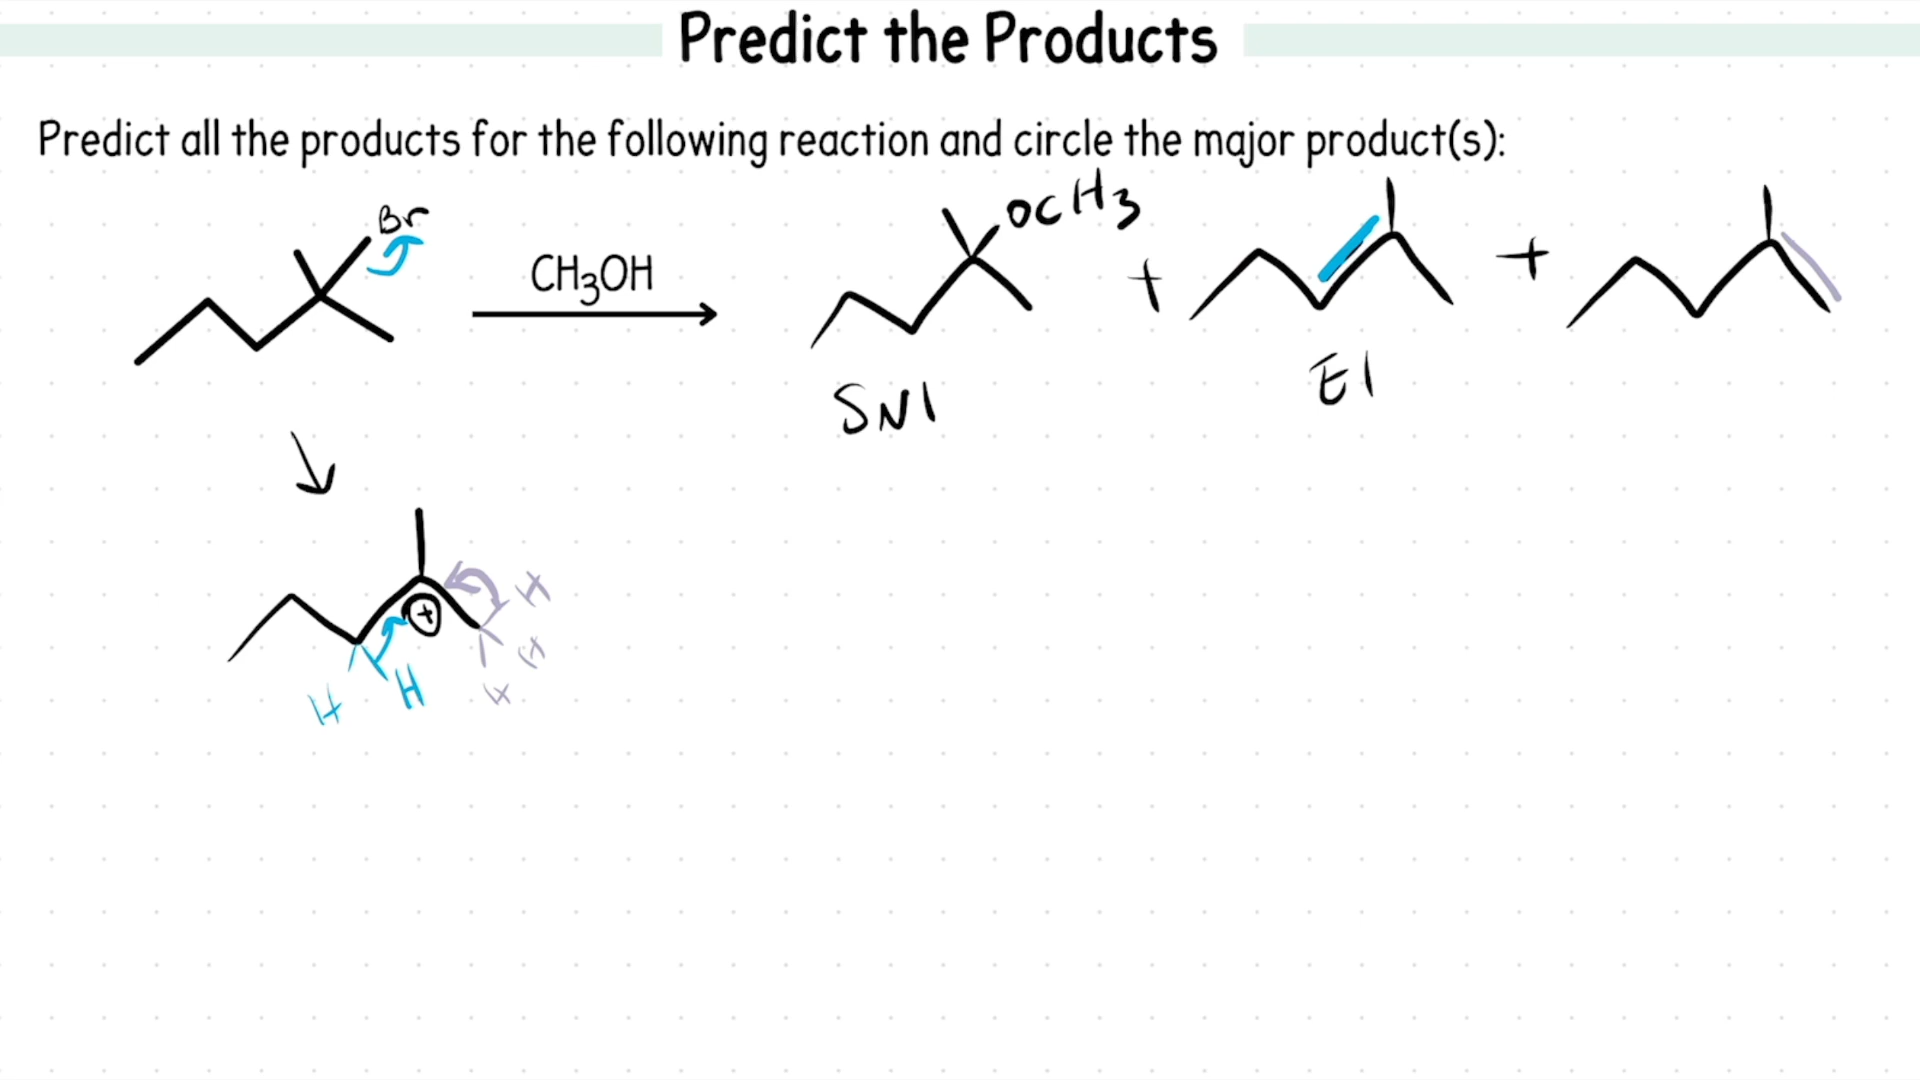 Predict the Products
Predict all the products for the following reaction and circle the major product(s):
Br
CH3OH
OCH3
+
+
SN1
E1
+
H
H
H
H
H